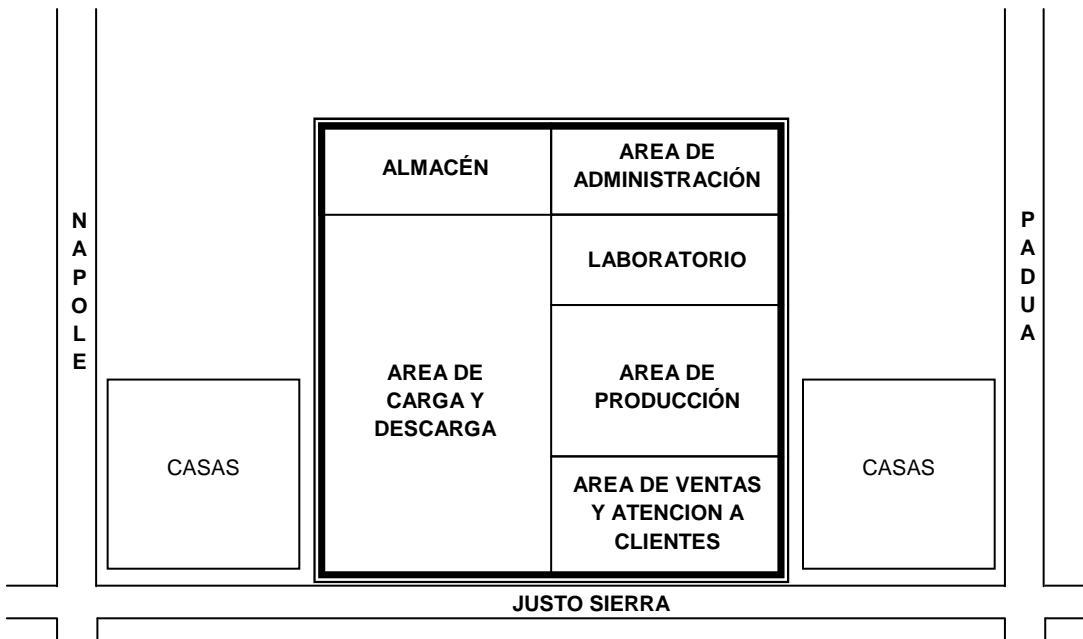 ALMACÉN
AREA DE
ADMINISTRACIÓN
N
A
P
O
L
E
P
A
D
U
A
LABORATORIO
AREA DE
CARGA Y
DESCARGA
AREA DE
PRODUCCIÓN
CASAS
CASAS
AREA DE VENTAS
Y ATENCION A
CLIENTES
JUSTO SIERRA